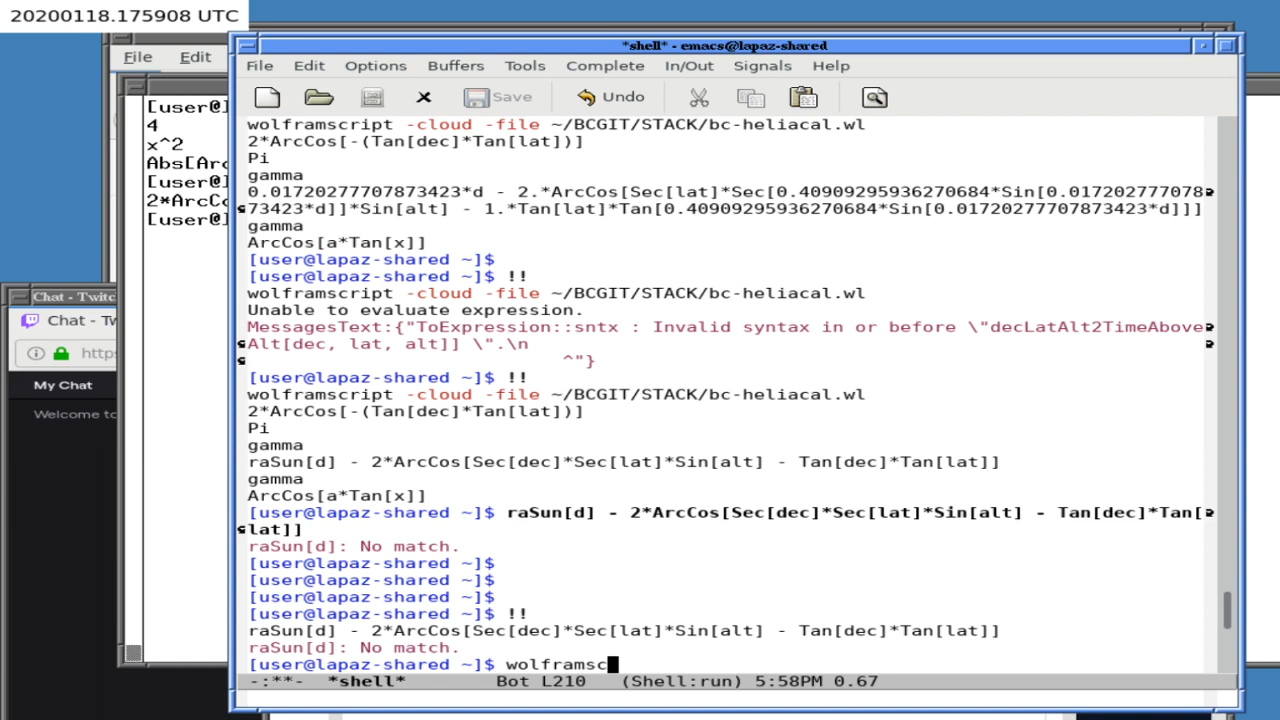 20200118.175908 UTC
*shell* - emacs@lapaz-shared
File Edit
File Edit Options Buffers Tools Complete In/Out Signals Help
Save Undo
[user@]
4
x^2
Abs[Arc
[user@l
2*ArcCo
[user@l
Chat - Twitc
Chat - Tw
https
My Chat
Welcome to
wolframscript -cloud -file ~/BCGIT/STACK/bc-heliacal.wl
2*ArcCos[-(Tan[dec]*Tan[lat])]
Pi
gamma
0.01720277707873423*d - 2.*ArcCos[Sec[lat]*Sec[0.40909295936270684*Sin[0.017202777078
73423*d]]*Sin[alt] - 1.*Tan[lat]*Tan[0.40909295936270684*Sin[0.01720277707873423*d]]]
gamma
ArcCos[a*Tan[x]]
[user@lapaz-shared ~]$
[user@lapaz-shared ~]$ !!
wolframscript -cloud -file ~/BCGIT/STACK/bc-heliacal.wl
Unable to evaluate expression.
MessagesText:{"ToExpression::sntx : Invalid syntax in or before \"decLatAlt2TimeAbove
Alt[dec, lat, alt]] \".\n
^"}
[user@lapaz-shared ~]$ !!
wolframscript -cloud -file ~/BCGIT/STACK/bc-heliacal.wl
2*ArcCos[-(Tan[dec]*Tan[lat])]
Pi
gamma
raSun[d] - 2*ArcCos[Sec[dec]*Sec[lat]*Sin[alt] - Tan[dec]*Tan[lat]]
gamma
ArcCos[a*Tan[x]]
[user@lapaz-shared ~]$ raSun[d] - 2*ArcCos[Sec[dec]*Sec[lat]*Sin[alt] - Tan[dec]*Tan[
lat]]
raSun[d]: No match.
[user@lapaz-shared ~]$
[user@lapaz-shared ~]$
[user@lapaz-shared ~]$
[user@lapaz-shared ~]$ !!
raSun[d] - 2*ArcCos[Sec[dec]*Sec[lat]*Sin[alt] - Tan[dec]*Tan[lat]]
raSun[d]: No match.
[user@lapaz-shared ~]$ wolframsc
-:**- *shell* Bot L210 (Shell:run) 5:58PM 0.67